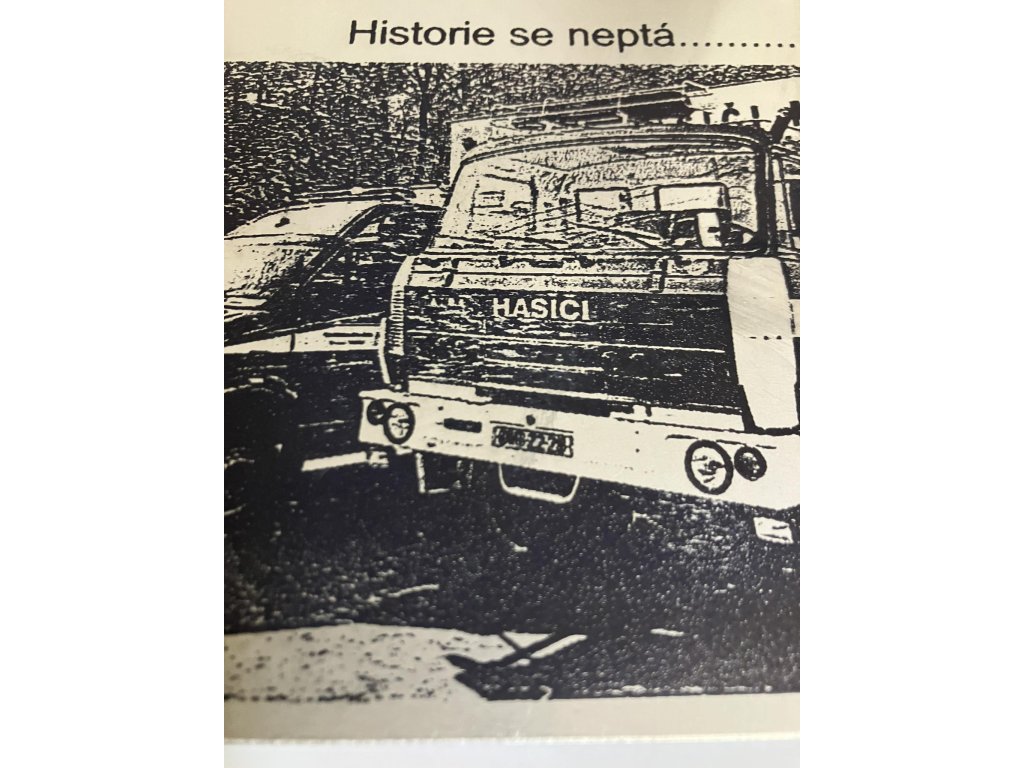 Historie se neptá..........
HASIČI